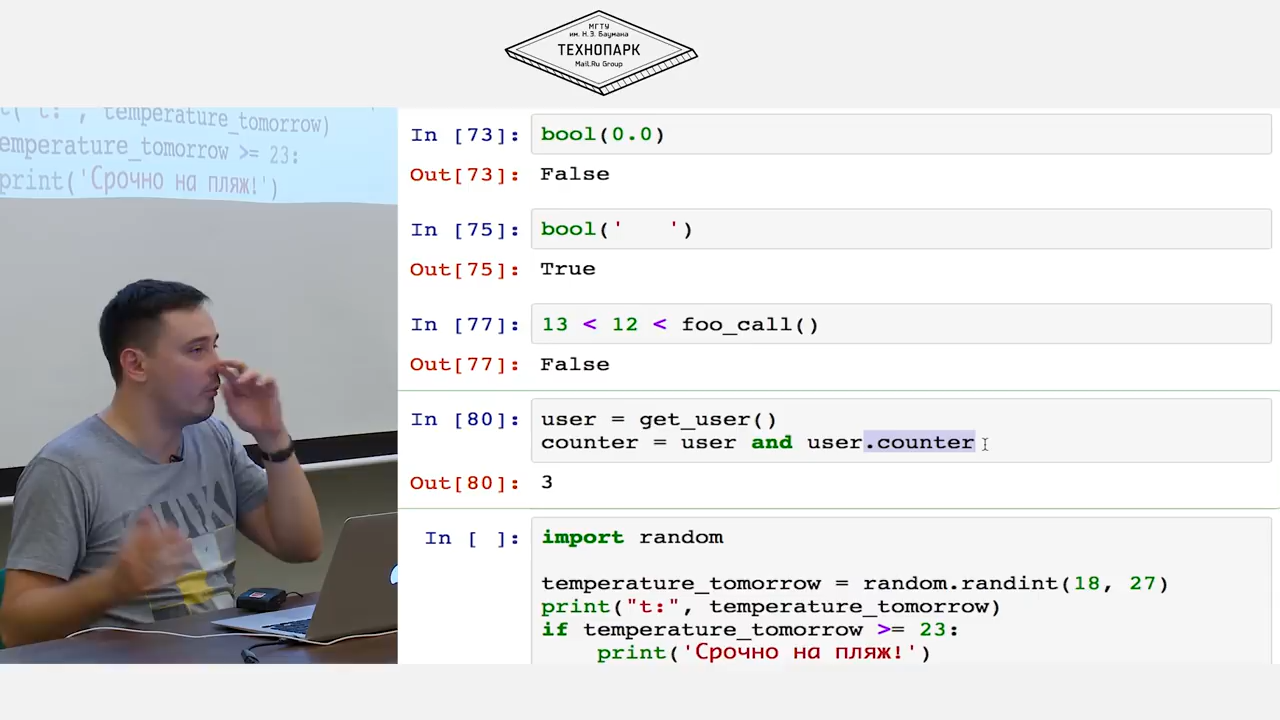 МГТУ
им. Н.Э. Баумана
ТЕХНОПАРК
Mail.Ru Group
t( t: , temperature_tomorrow)
emperature_tomorrow >= 23:
print('Срочно на пляж!')
In [73]: bool(0.0)
Out[73]: False
In [75]: bool('   ')
Out[75]: True
In [77]: 13 < 12 < foo_call()
Out[77]: False
In [80]: user = get_user()
counter = user and user.counter
Out[80]: 3
In [ ]: import random
temperature_tomorrow = random.randint(18, 27)
print("t:", temperature_tomorrow)
if temperature_tomorrow >= 23:
print('Срочно на пляж!')